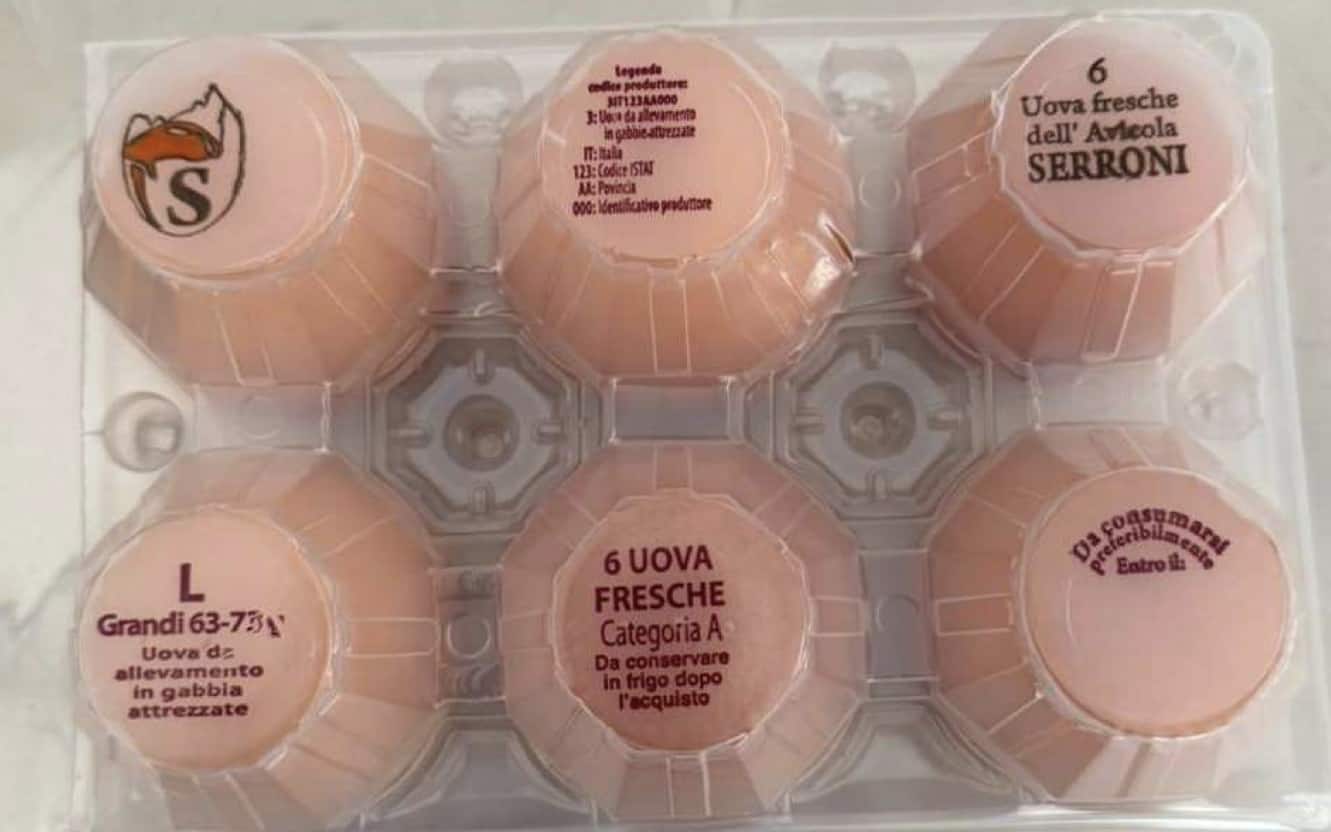 S
Legenda
codice produttore:
3IT123AA000
3: Uova da allevamento
in gabbie attrezzate
IT: Italia
123: Codice ISTAT
AA: Povincia
000: Identificativo produttore
6
Uova fresche
dell' Avicola
SERRONI
L
Grandi 63-73
Uova da
allevamento
in gabbia
attrezzate
6 UOVA
FRESCHE
Categoria A
Da conservare
in frigo dopo
l'acquisto
Da consumarsi
preferibilmente
Entro il: